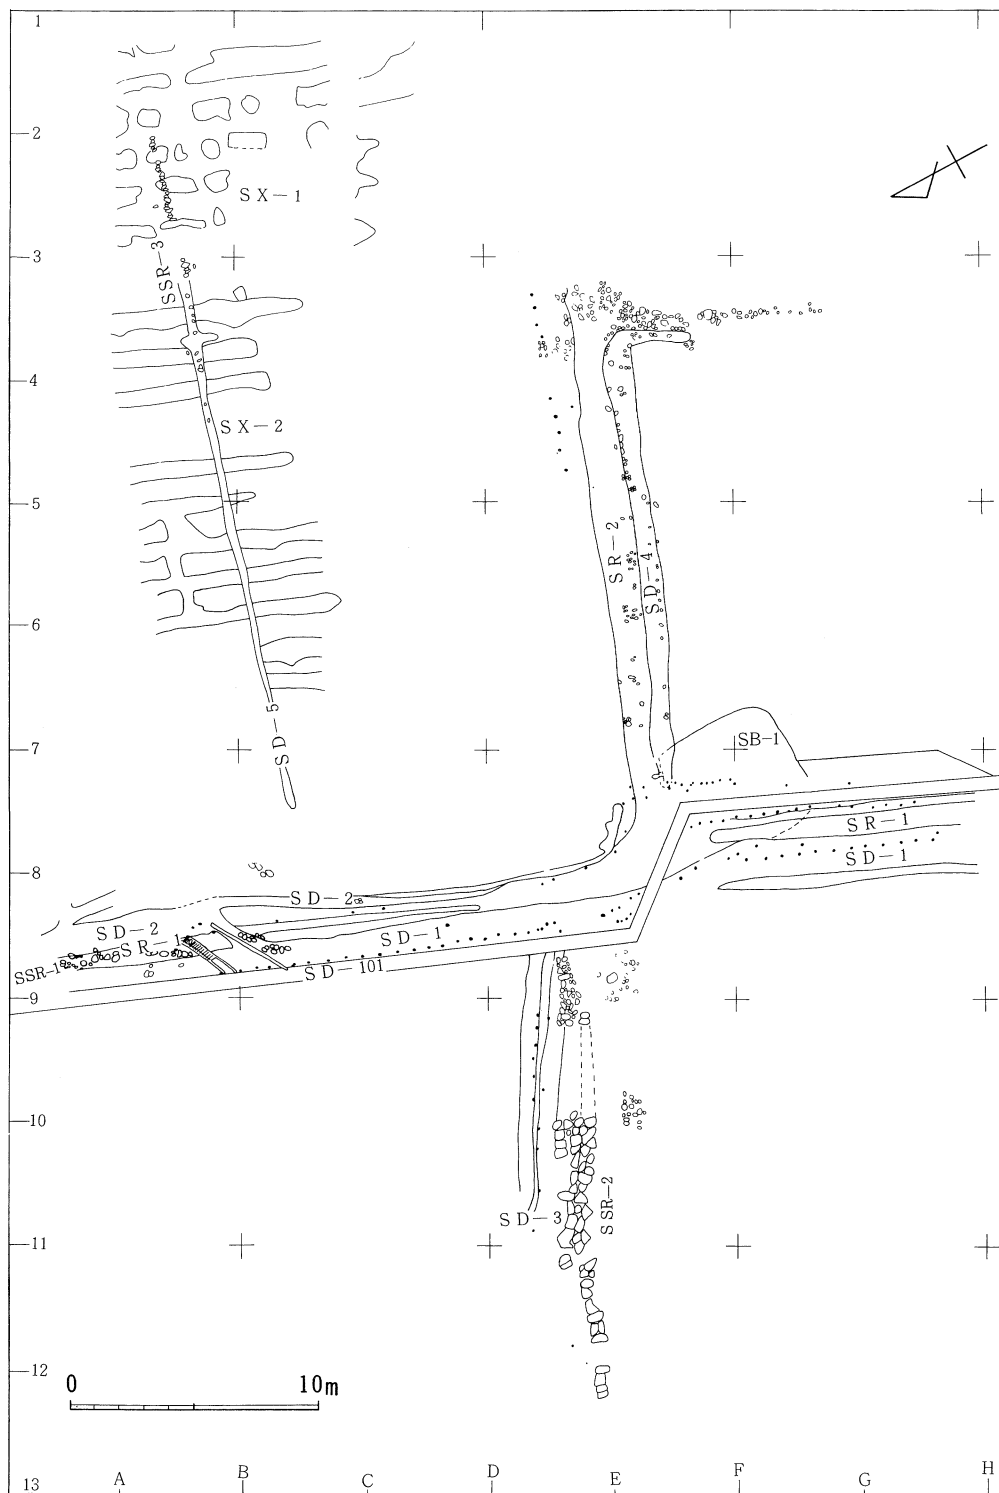 1
2
SX-1
3
SSR-3
4
SX-2
5
SR-2
SD-4
6
SD-5
7
SB-1
SR-1
SD-1
8
SD-2
SD-2
SD-1
SR-1
SSR-1
SD-101
9
10
SSR-2
SD-3
11
12
0 10m
13 A B C D E F G H